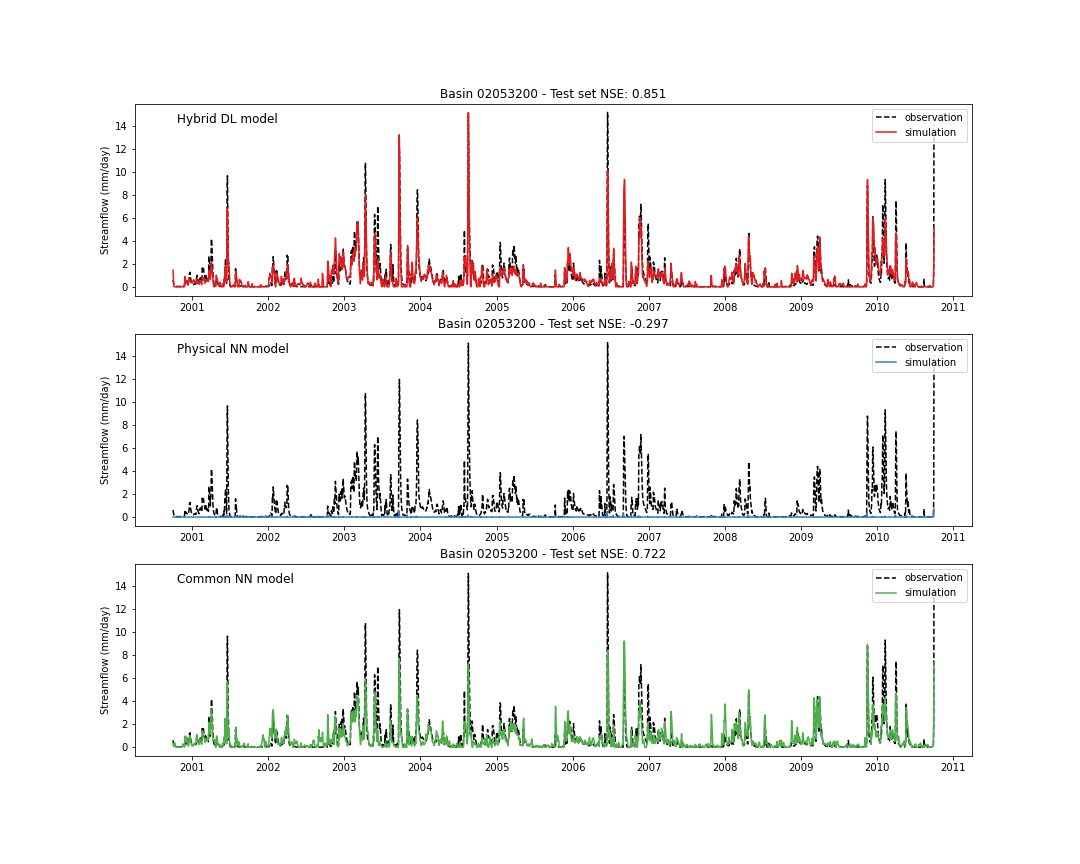 Basin 02053200 - Test set NSE: 0.851
Hybrid DL model
observation
simulation
Streamflow (mm/day)
14
12
10
8
6
4
2
0
2001 2002 2003 2004 2005 2006 2007 2008 2009 2010 2011
Basin 02053200 - Test set NSE: -0.297
Physical NN model
observation
simulation
Streamflow (mm/day)
14
12
10
8
6
4
2
0
2001 2002 2003 2004 2005 2006 2007 2008 2009 2010 2011
Basin 02053200 - Test set NSE: 0.722
Common NN model
observation
simulation
Streamflow (mm/day)
14
12
10
8
6
4
2
0
2001 2002 2003 2004 2005 2006 2007 2008 2009 2010 2011